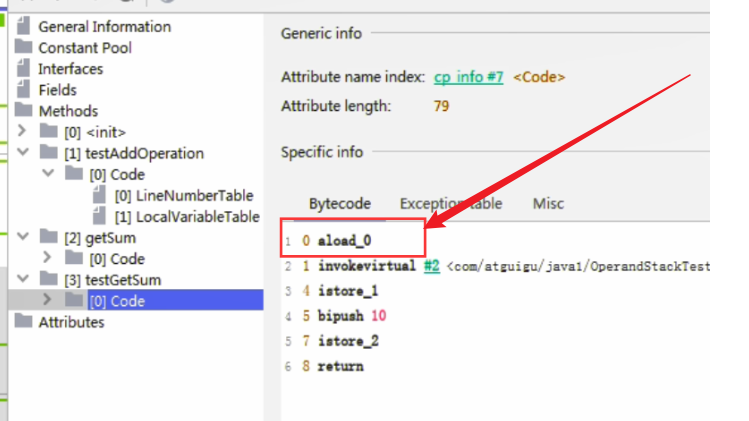 General Information
Constant Pool
Interfaces
Fields
Methods
[0] <init>
[1] testAddOperation
[0] Code
[0] LineNumberTable
[1] LocalVariableTable
[2] getSum
[0] Code
[3] testGetSum
[0] Code
Attributes
Generic info
Attribute name index: cp info #7 <Code>
Attribute length: 79
Specific info
Bytecode Exception table Misc
1 0 aload_0
2 1 invokevirtual #2 <com/atguigu/java1/OperandStackTest
3 4 istore_1
4 5 bipush 10
5 7 istore_2
6 8 return